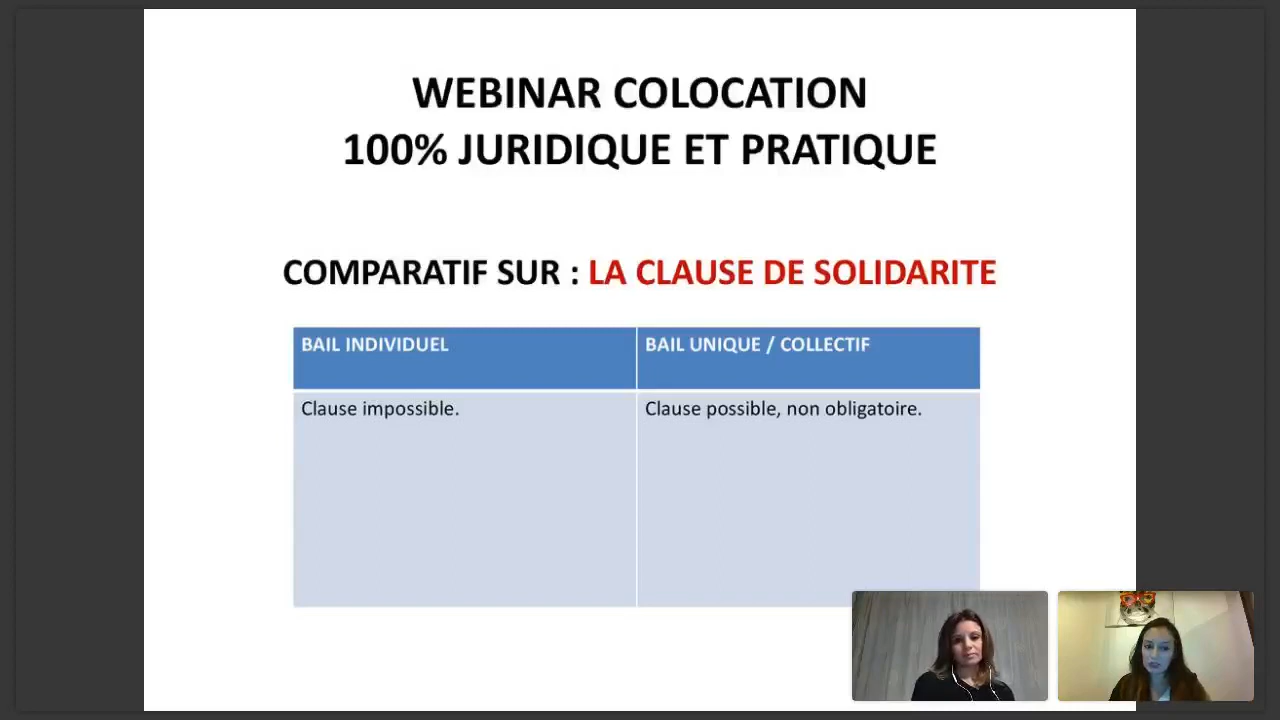 WEBINAR COLOCATION
100% JURIDIQUE ET PRATIQUE
COMPARATIF SUR : LA CLAUSE DE SOLIDARITE
BAIL INDIVIDUEL
BAIL UNIQUE / COLLECTIF
Clause impossible.
Clause possible, non obligatoire.